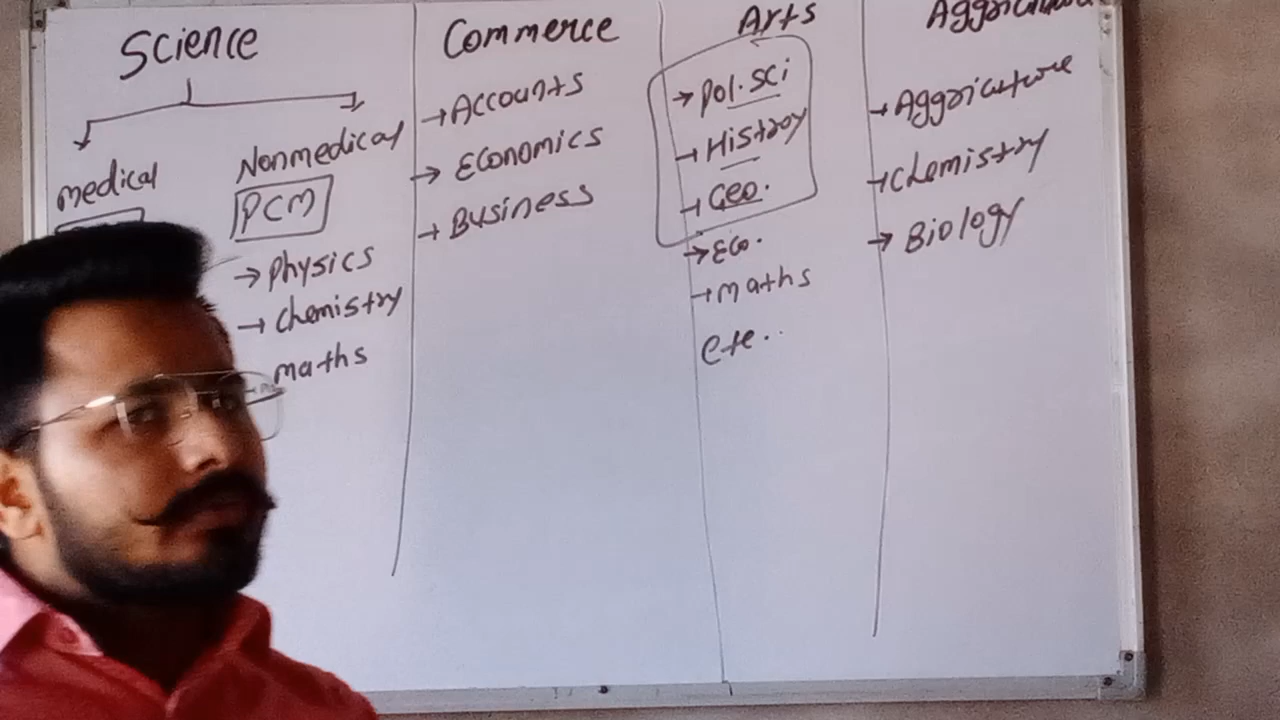 Science
medical
Nonmedical
PCM
→ Physics
→ chemistry
maths
Commerce
→ Accounts
→ Economics
→ Business
Arts
→ pol.sci
→ Histroy
→ Geo.
→ Eco.
→ maths
etc..
→ Aggriculture
→ chemistry
→ Biology